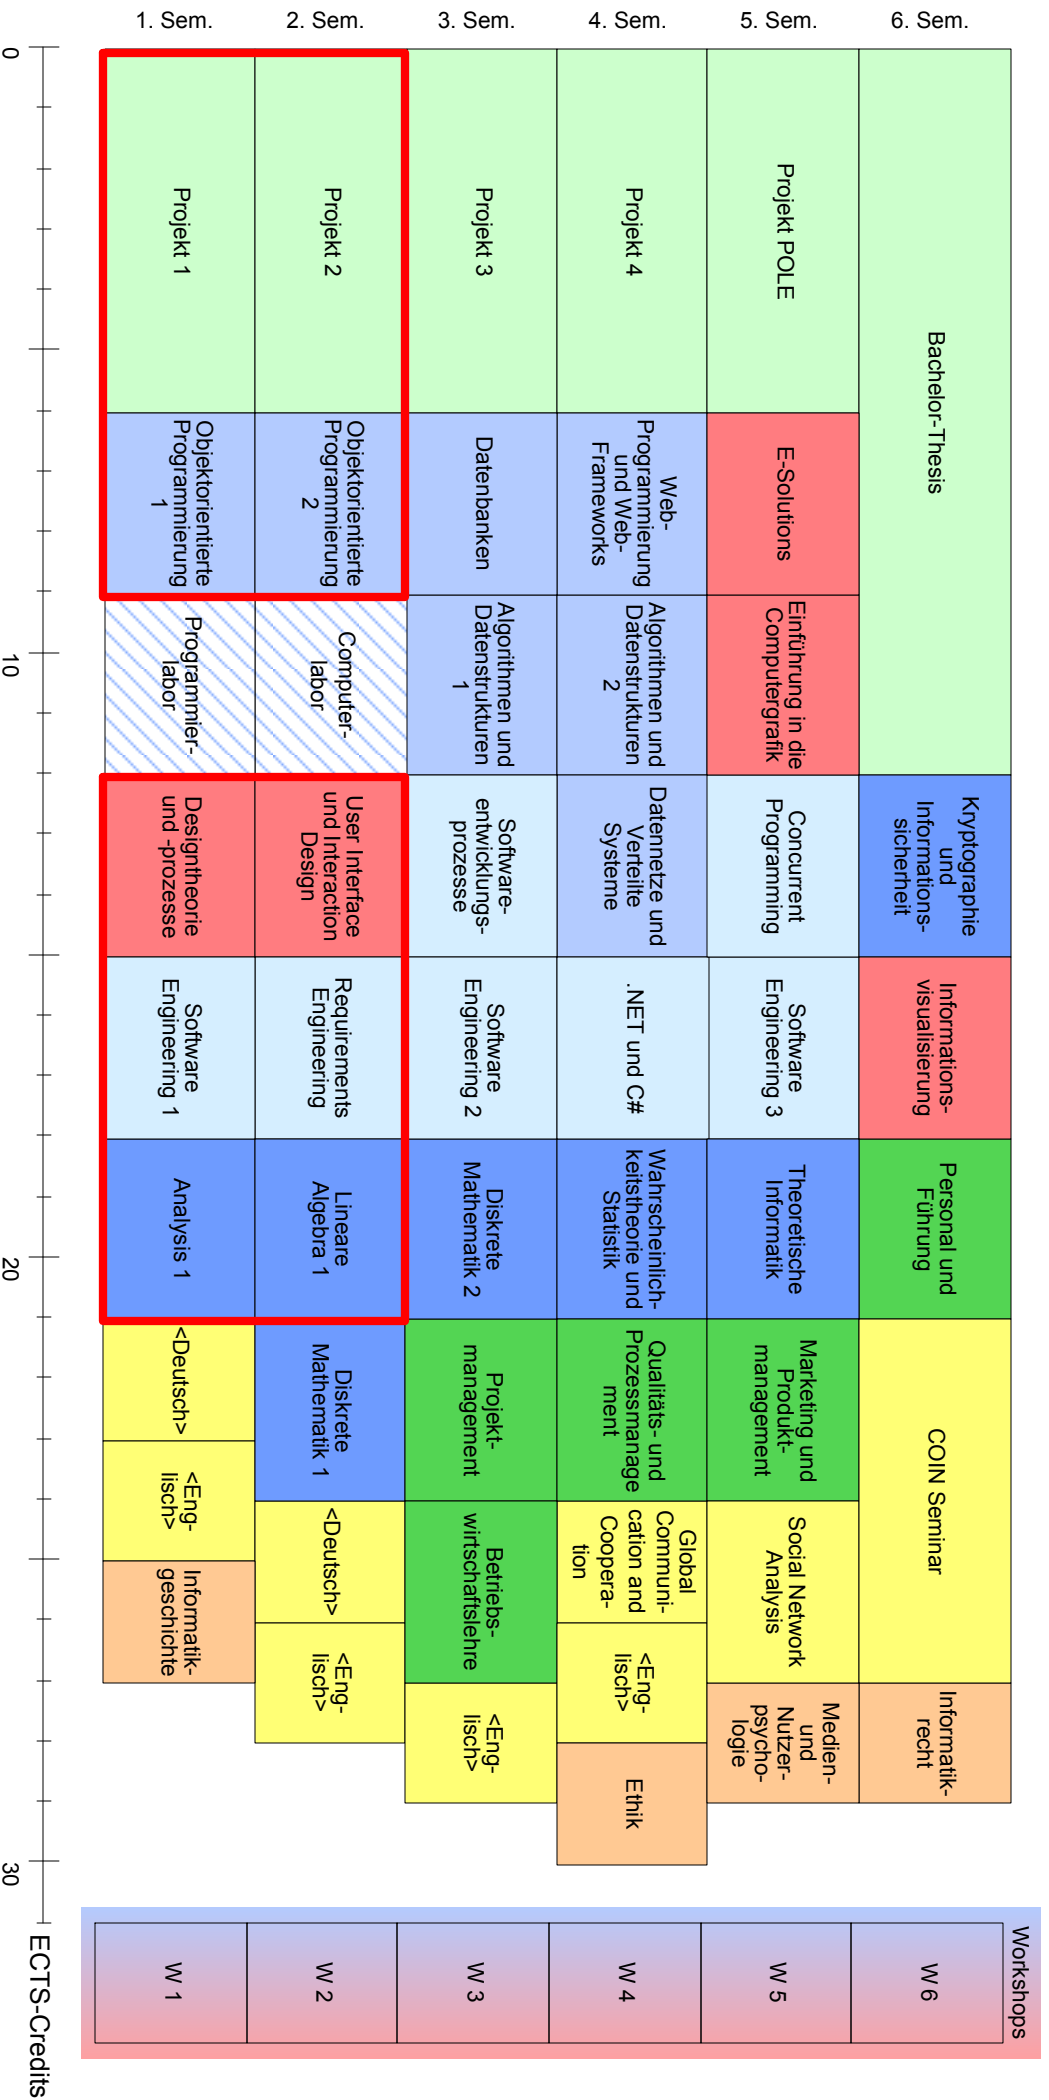 1. Sem.
2. Sem.
3. Sem.
4. Sem.
5. Sem.
6. Sem.
0
10
20
30
ECTS-Credits
Projekt 1
Objektorientierte
Programmierung
1
Programmier-
labor
Designtheorie
und -prozesse
Software
Engineering 1
Analysis 1
<Deutsch>
<Eng-
lisch>
Informatik-
geschichte
Projekt 2
Objektorientierte
Programmierung
2
Computer-
labor
User Interface
und Interaction
Design
Requirements
Engineering
Lineare
Algebra 1
Diskrete
Mathematik 1
<Deutsch>
<Eng-
lisch>
Projekt 3
Datenbanken
Algorithmen und
Datenstrukturen
1
Software-
entwicklungs-
prozesse
Software
Engineering 2
Diskrete
Mathematik 2
Projekt-
management
Betriebs-
wirtschaftslehre
<Eng-
lisch>
Projekt 4
Web-
Programmierung
und Web-
Frameworks
Algorithmen und
Datenstrukturen
2
Datennetze und
Verteilte
Systeme
.NET und C#
Wahrscheinlich-
keitstheorie und
Statistik
Qualitäts- und
Prozessmanage
ment
Global
Communi-
cation and
Coopera-
tion
<Eng-
lisch>
Ethik
Projekt POLE
E-Solutions
Einführung in die
Computergrafik
Concurrent
Programming
Software
Engineering 3
Theoretische
Informatik
Marketing und
Produkt-
management
Social Network
Analysis
Medien-
und
Nutzer-
psycho-
logie
Bachelor-Thesis
Kryptographie
und
Informations-
sicherheit
Informations-
visualisierung
Personal und
Führung
COIN Seminar
Informatik-
recht
Workshops
W 1
W 2
W 3
W 4
W 5
W6